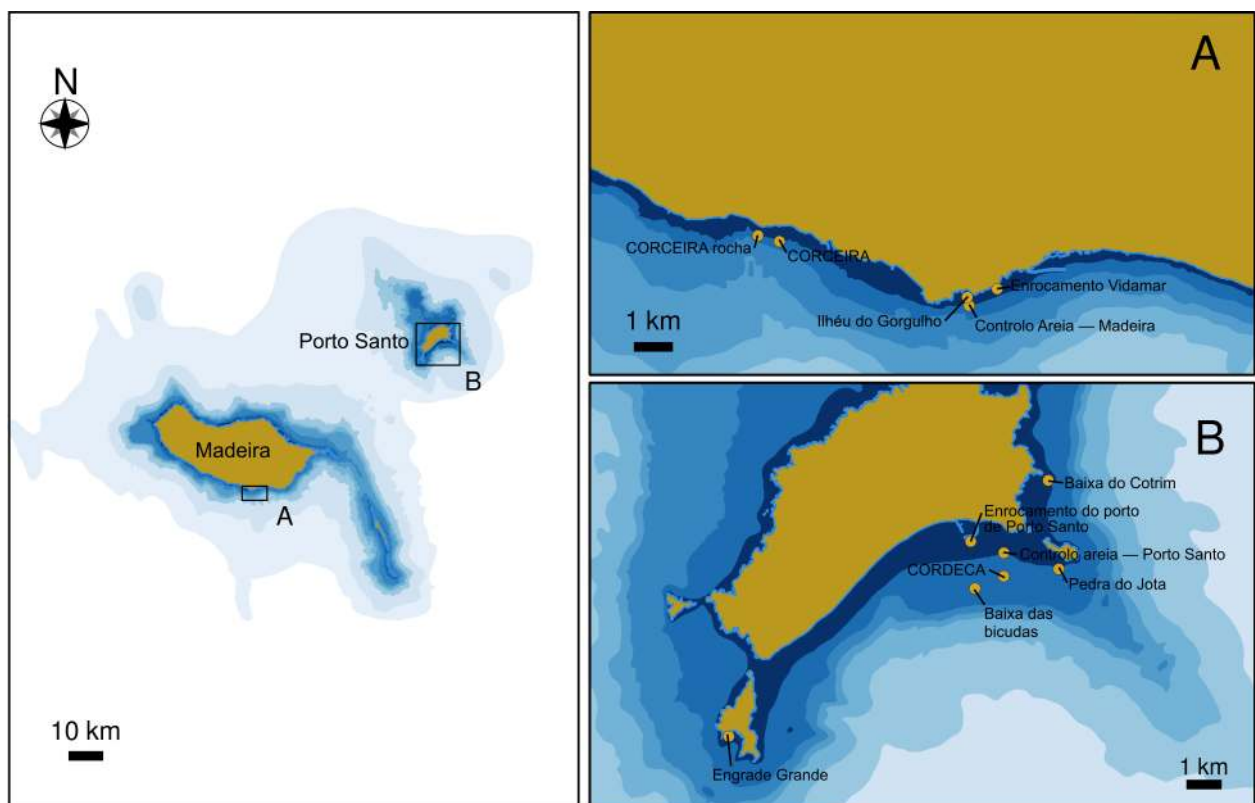 N
Porto Santo
B
Madeira
A
10 km
A
CORCEIRA rocha
CORCEIRA
Enrocamento Vidamar
Ilhéu do Gorgulho
Controlo Areia — Madeira
1 km
B
Baixa do Cotrim
Enrocamento do porto
de Porto Santo
Controlo areia — Porto Santo
CORDECA
Pedra do Jota
Baixa das
bicudas
Engrade Grande
1 km